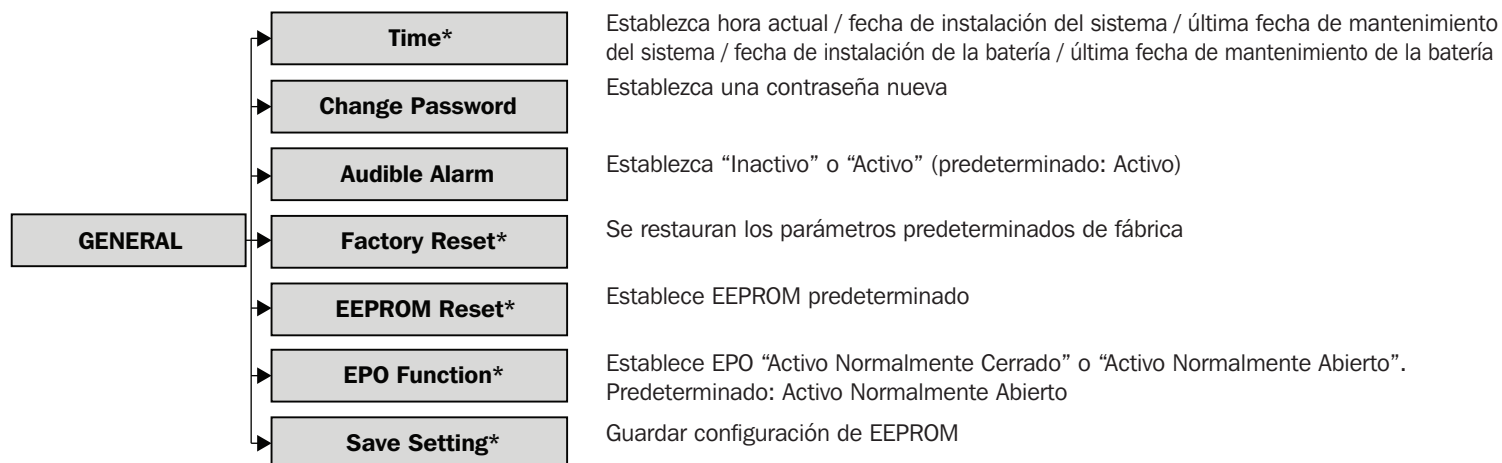 Time*
Establezca hora actual / fecha de instalación del sistema / última fecha de mantenimiento
del sistema / fecha de instalación de la batería / última fecha de mantenimiento de la batería
Change Password
Establezca una contraseña nueva
Audible Alarm
Establezca “Inactivo” o “Activo” (predeterminado: Activo)
GENERAL
Factory Reset*
Se restauran los parámetros predeterminados de fábrica
EEPROM Reset*
Establece EEPROM predeterminado
EPO Function*
Establece EPO “Activo Normalmente Cerrado” o “Activo Normalmente Abierto”.
Predeterminado: Activo Normalmente Abierto
Save Setting*
Guardar configuración de EEPROM